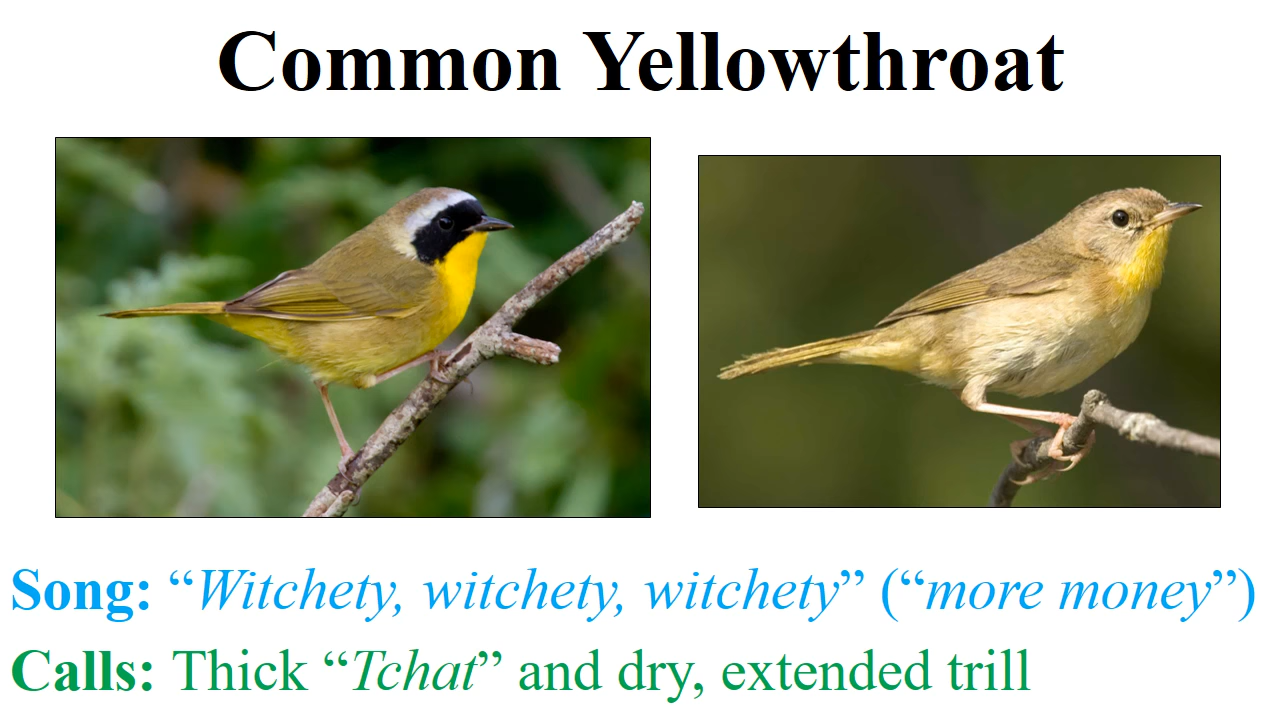 Common Yellowthroat
Song: “Witchety, witchety, witchety” (“more money”)
Calls: Thick “Tchat” and dry, extended trill